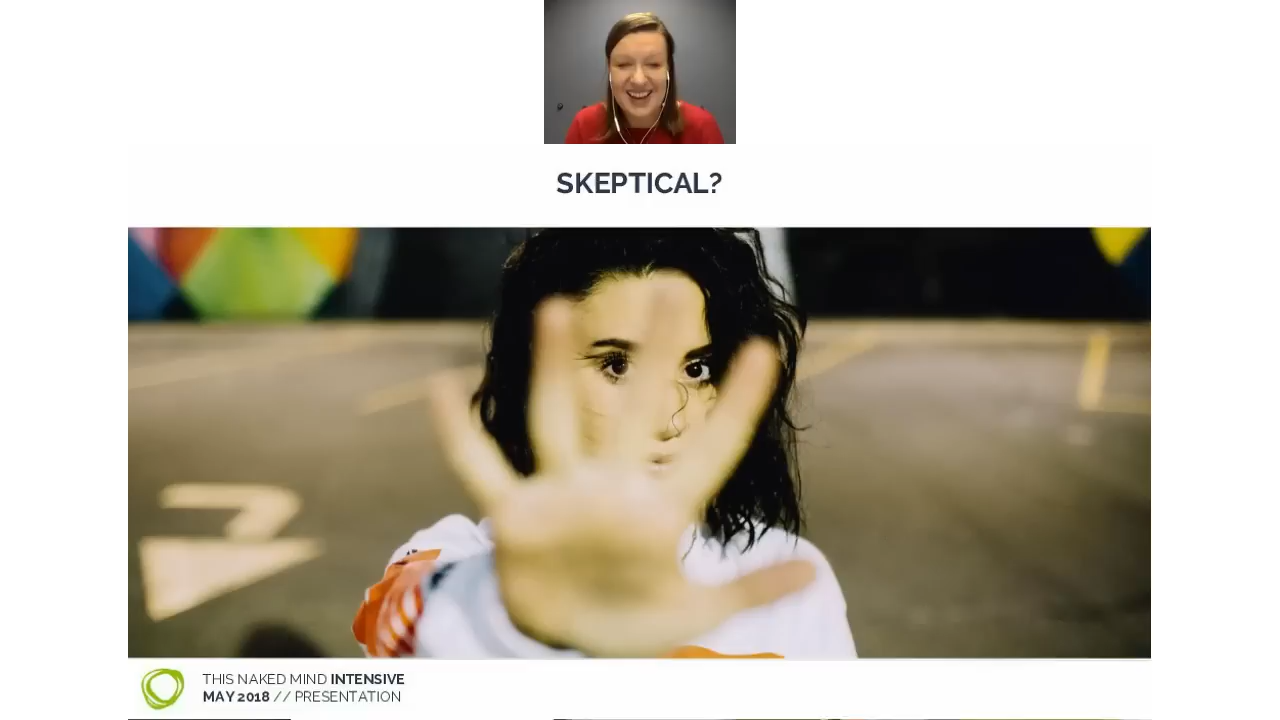 SKEPTICAL?
THIS NAKED MIND INTENSIVE
MAY 2018 // PRESENTATION